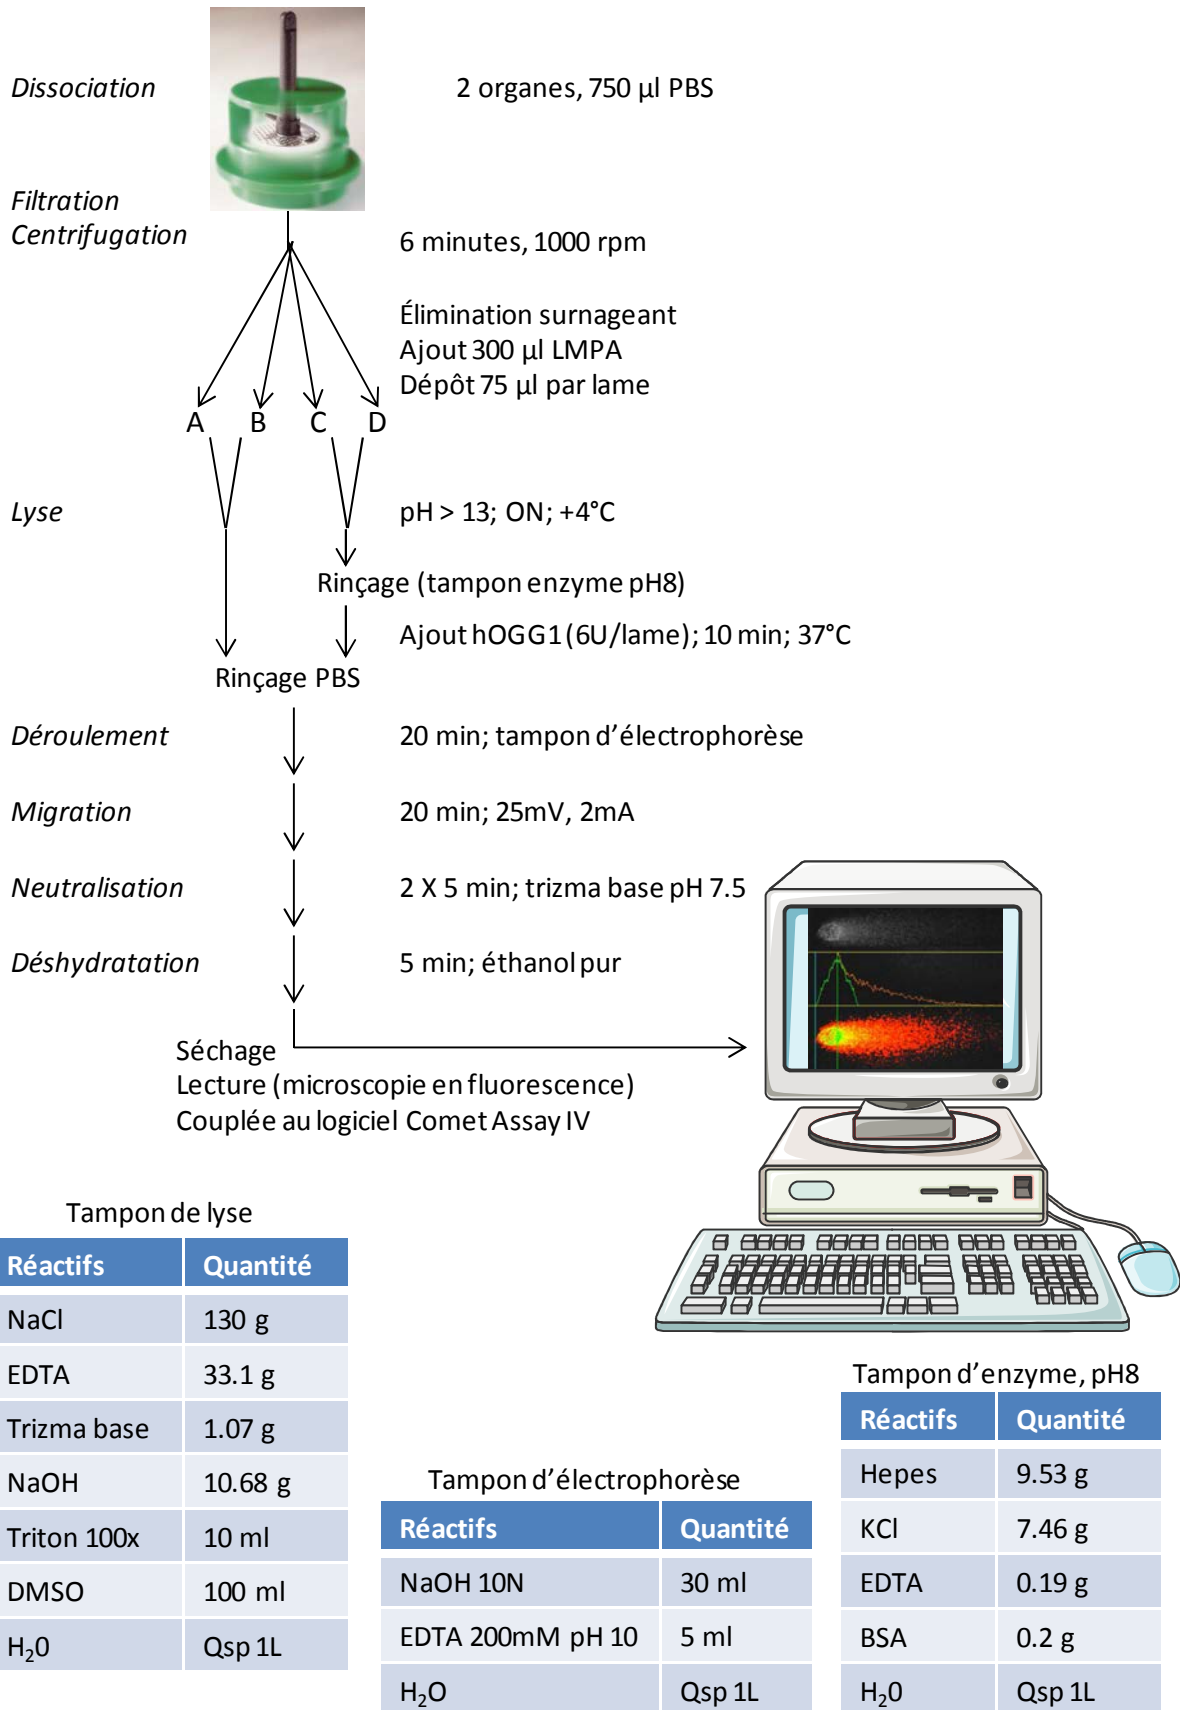 Dissociation
2 organes, 750 µl PBS
Filtration
Centrifugation
6 minutes, 1000 rpm
Élimination surnageant
Ajout 300 µl LMPA
Dépôt 75 µl par lame
A B C D
Lyse
pH > 13; ON; +4°C
Rinçage (tampon enzyme pH8)
Ajout hOGG1 (6U/lame); 10 min; 37°C
Rinçage PBS
Déroulement
20 min; tampon d'électrophorèse
Migration
20 min; 25mV, 2mA
Neutralisation
2 X 5 min; trizma base pH 7.5
Déshydratation
5 min; éthanol pur
Séchage
Lecture (microscopie en fluorescence)
Couplée au logiciel Comet Assay IV
Tampon de lyse
Réactifs Quantité
NaCl 130 g
EDTA 33.1 g
Trizma base 1.07 g
NaOH 10.68 g
Triton 100x 10 ml
DMSO 100 ml
H₂0 Qsp 1L
Tampon d'électrophorèse
Réactifs Quantité
NaOH 10N 30 ml
EDTA 200mM pH 10 5 ml
H₂O Qsp 1L
Tampon d'enzyme, pH8
Réactifs Quantité
Hepes 9.53 g
KCl 7.46 g
EDTA 0.19 g
BSA 0.2 g
H₂0 Qsp 1L